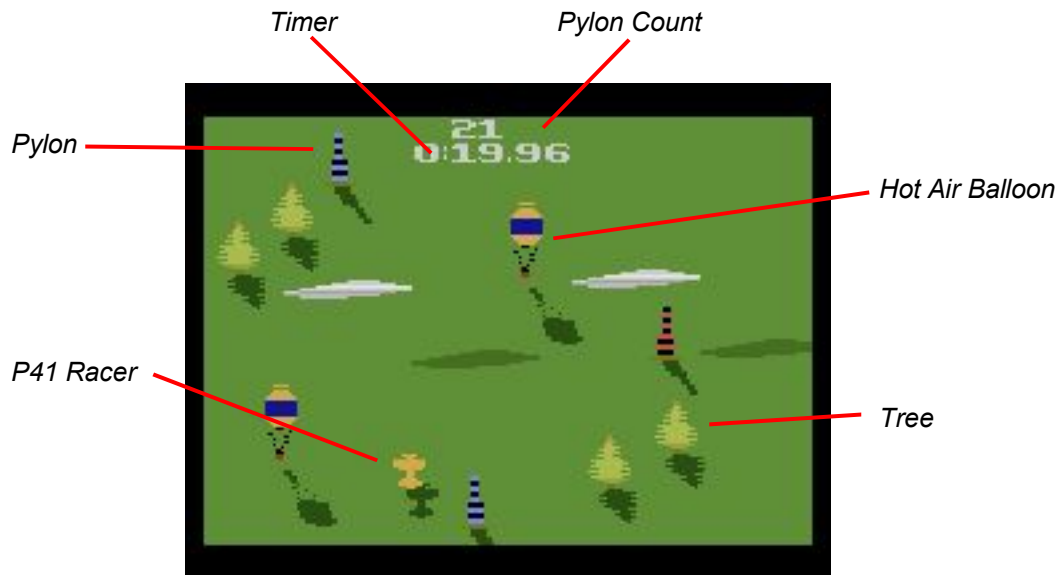 Timer
Pylon Count
21
0:19.96
Pylon
Hot Air Balloon
P41 Racer
Tree